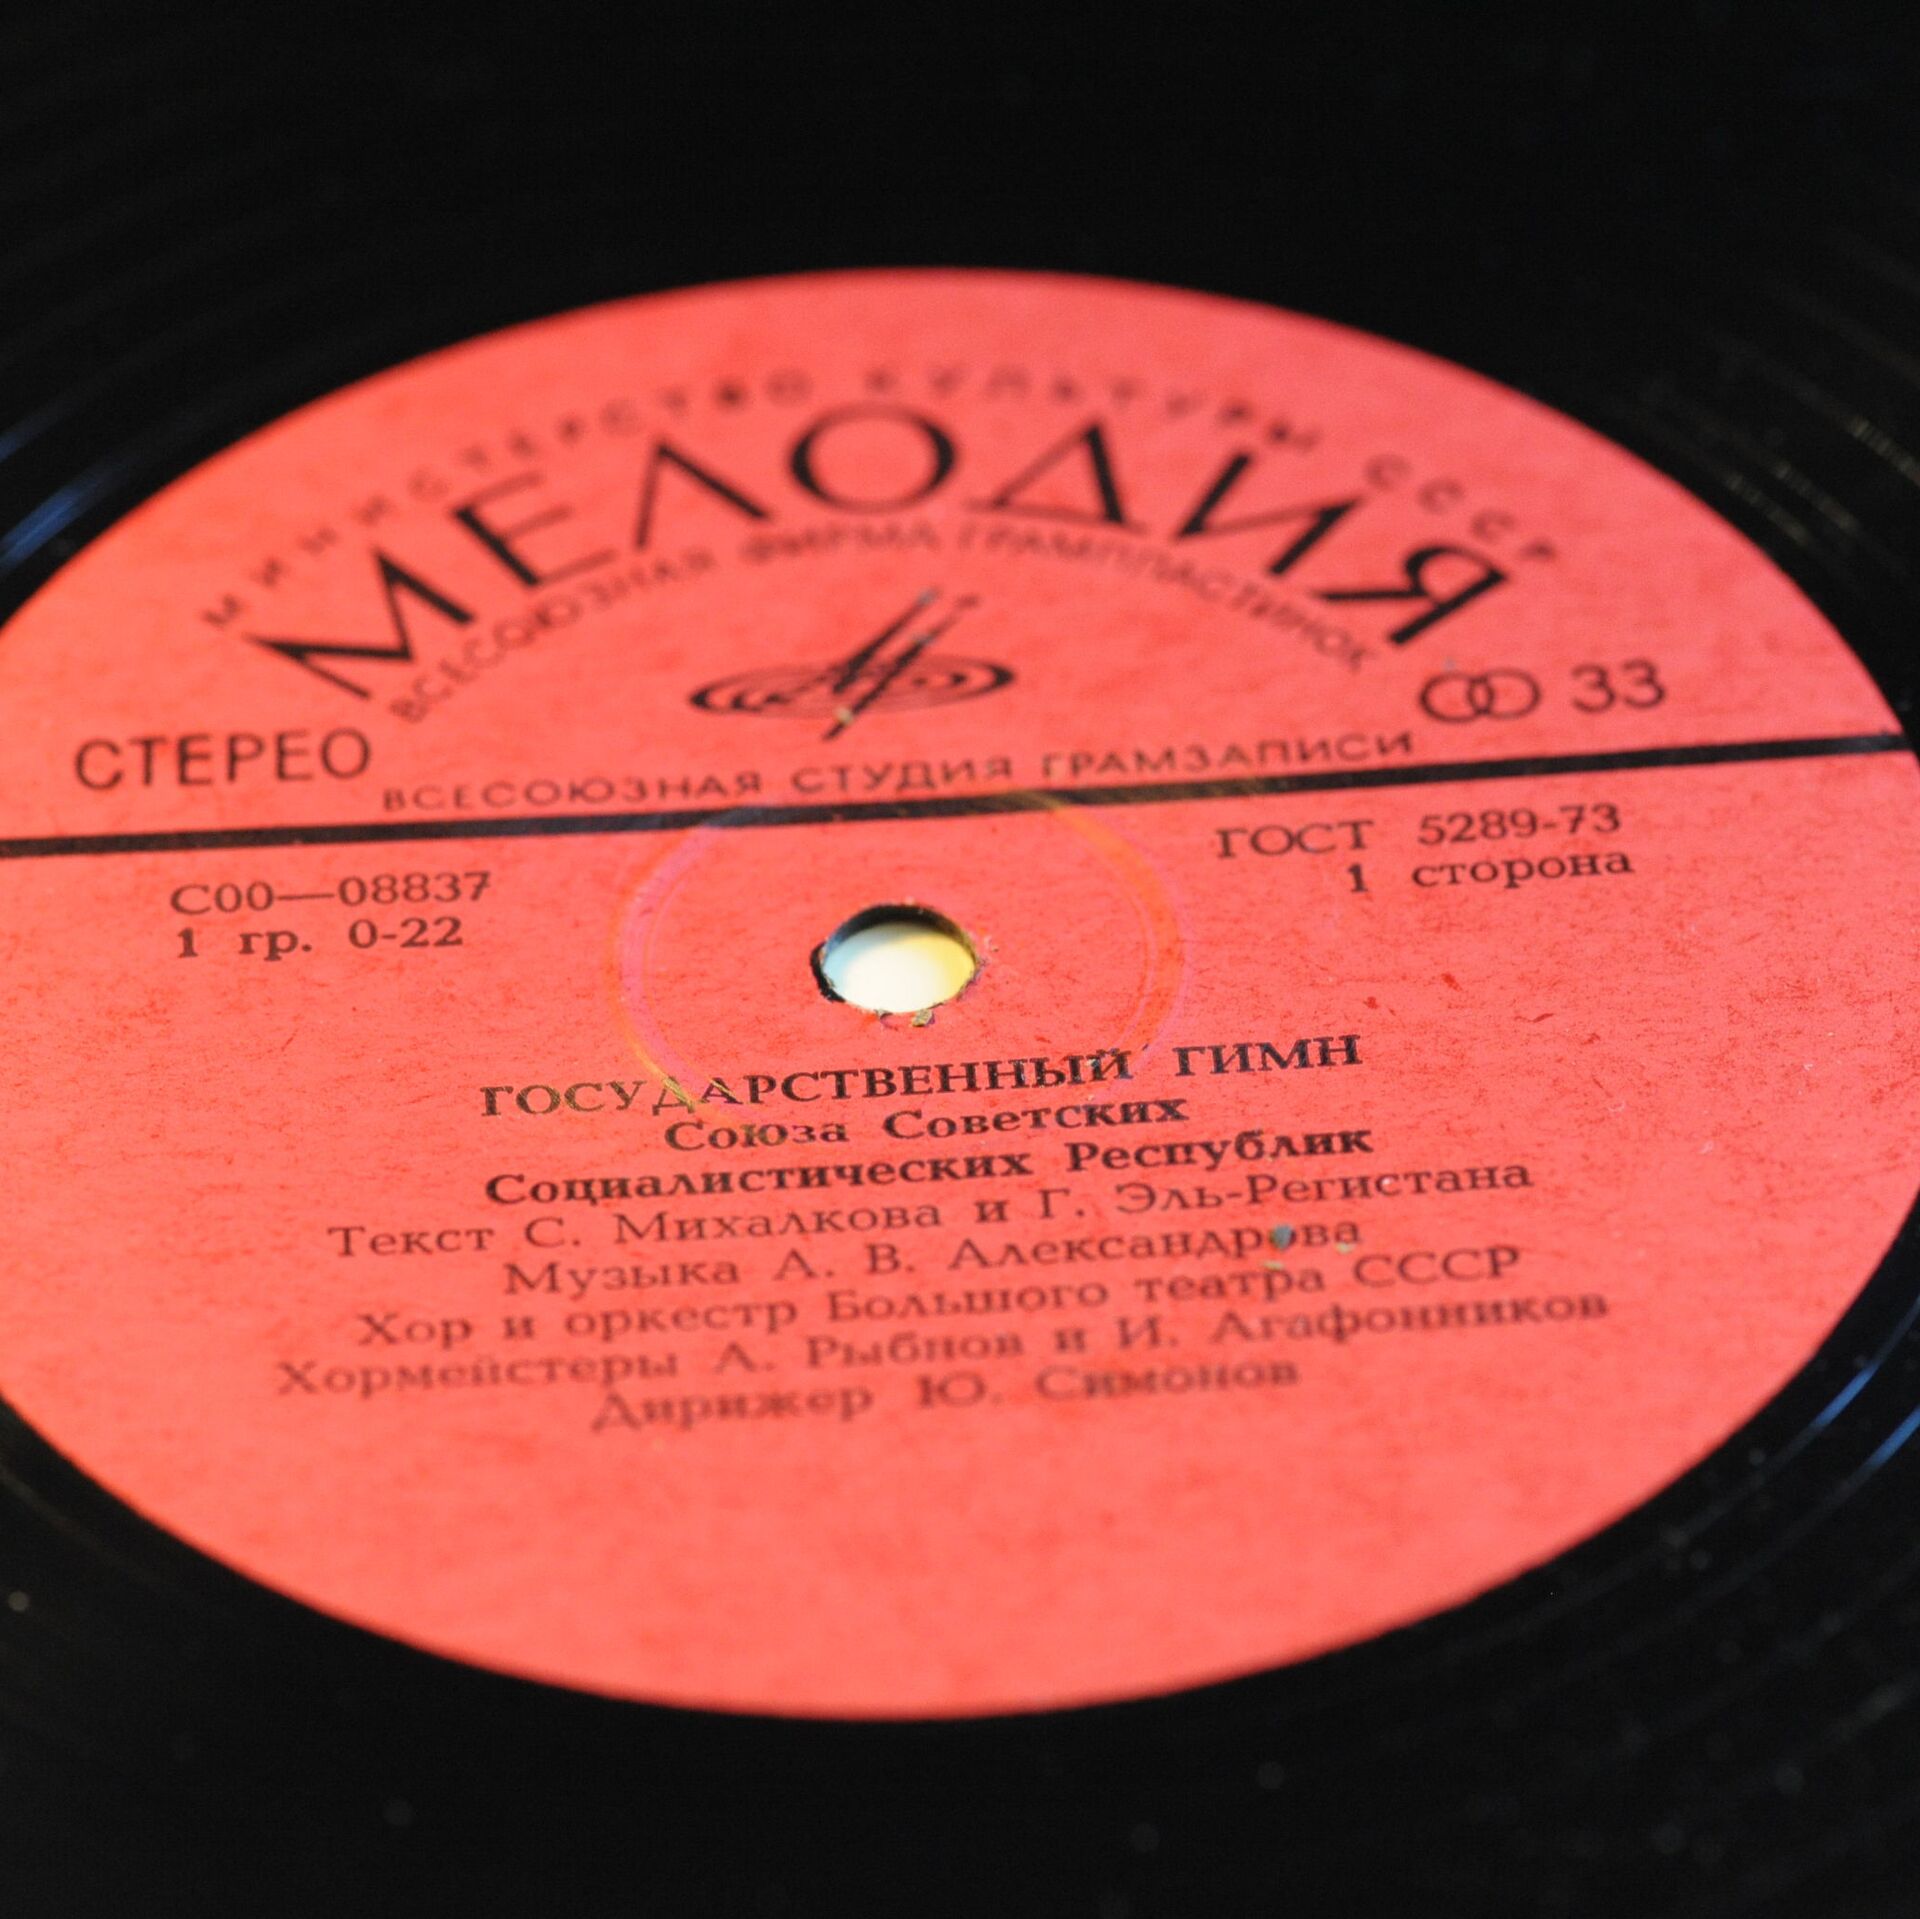 МИНИСТЕРСТВО КУЛЬТУРЫ СССР
МЕЛОДИЯ
ВСЕСОЮЗНАЯ ФИРМА ГРАМПЛАСТИНОК
СТЕРЕО
33
ВСЕСОЮЗНАЯ СТУДИЯ ГРАМЗАПИСИ
С00—08837
ГОСТ 5289-73
1 гр. 0-22
1 сторона
ГОСУДАРСТВЕННЫЙ ГИМН
Союза Советских
Социалистических Республик
Текст С. Михалкова и Г. Эль-Регистана
Музыка А. В. Александрова
Хор и оркестр Большого театра СССР
Хормейстеры А. Рыбнов и И. Агафонников
Дирижер Ю. Симонов